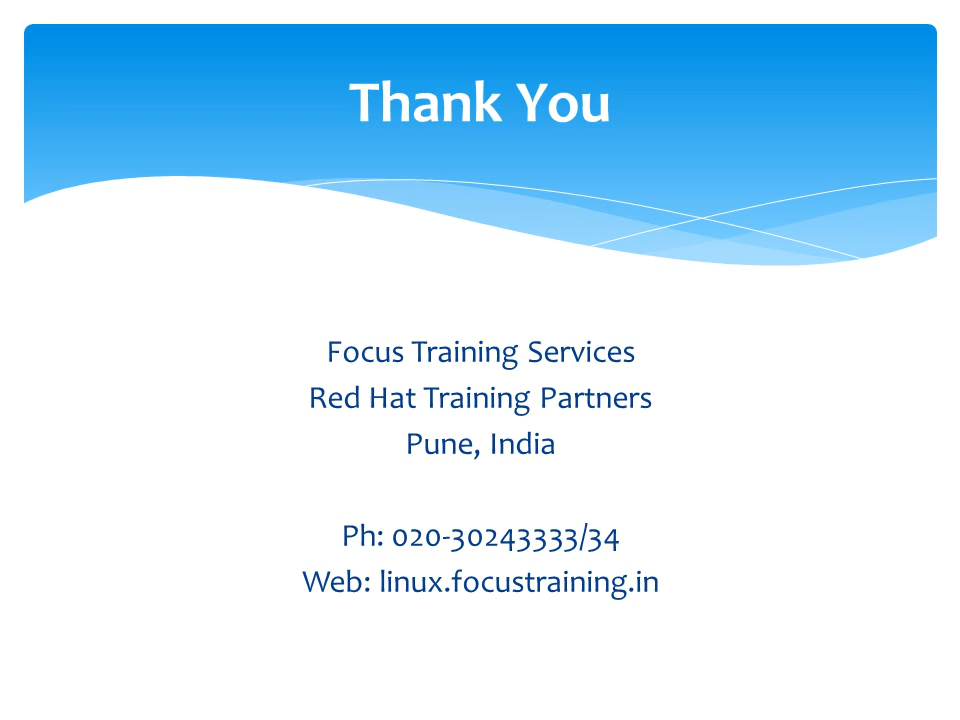 Thank You
Focus Training Services
Red Hat Training Partners
Pune, India
Ph: 020-30243333/34
Web: linux.focustraining.in